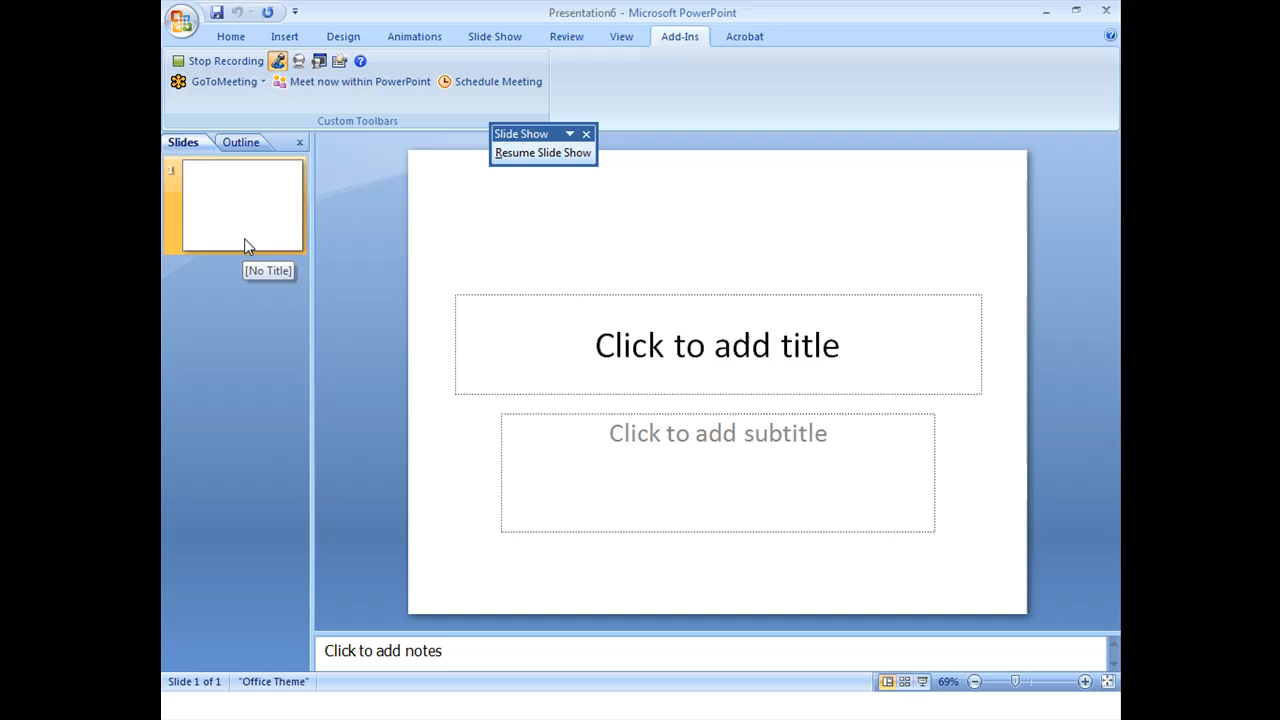 Presentation6 - Microsoft PowerPoint
Home Insert Design Animations Slide Show Review View Add-Ins Acrobat
Stop Recording
GoToMeeting Meet now within PowerPoint Schedule Meeting
Custom Toolbars
Slide Show
Resume Slide Show
Slides Outline
1
[No Title]
Click to add title
Click to add subtitle
Click to add notes
Slide 1 of 1 "Office Theme" 69%